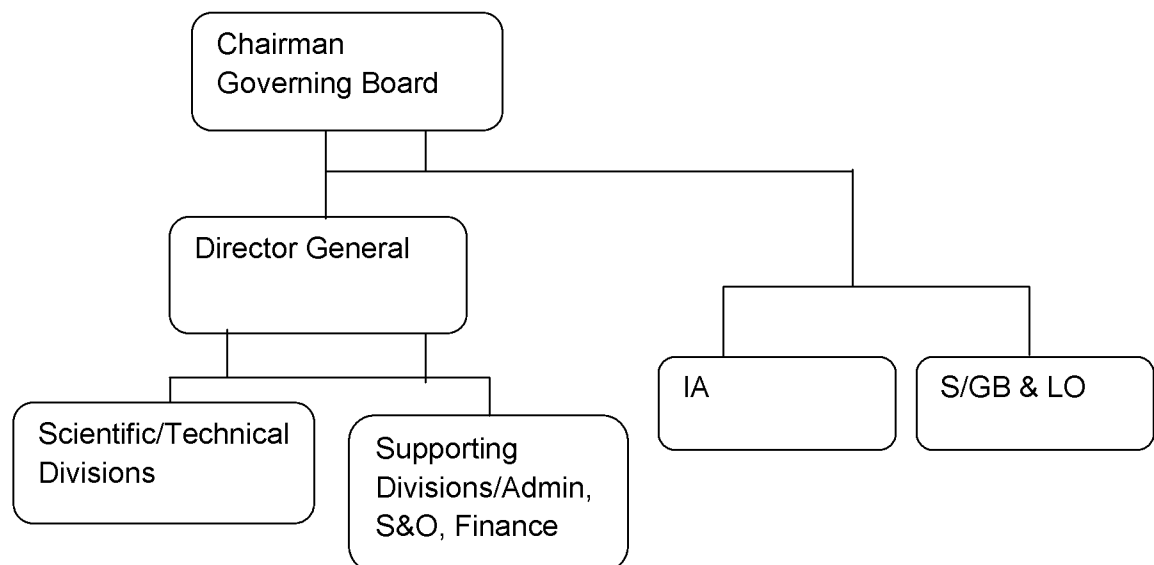 Chairman
Governing Board
Director General
IA
S/GB & LO
Scientific/Technical
Divisions
Supporting
Divisions/Admin,
S&O, Finance